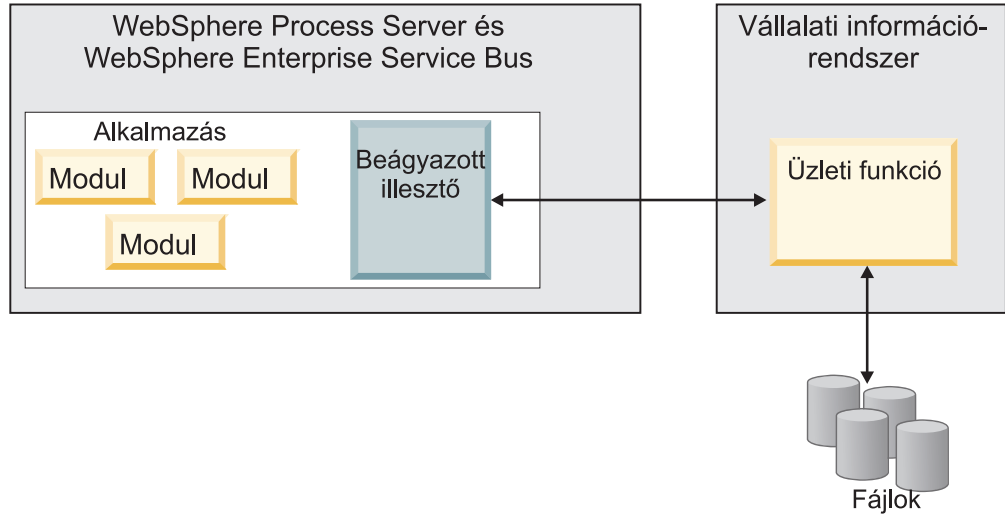 WebSphere Process Server és
WebSphere Enterprise Service Bus
Vállalati információ-
rendszer
Alkalmazás
Modul
Modul
Modul
Beágyazott
illesztő
Üzleti funkció
Fájlok